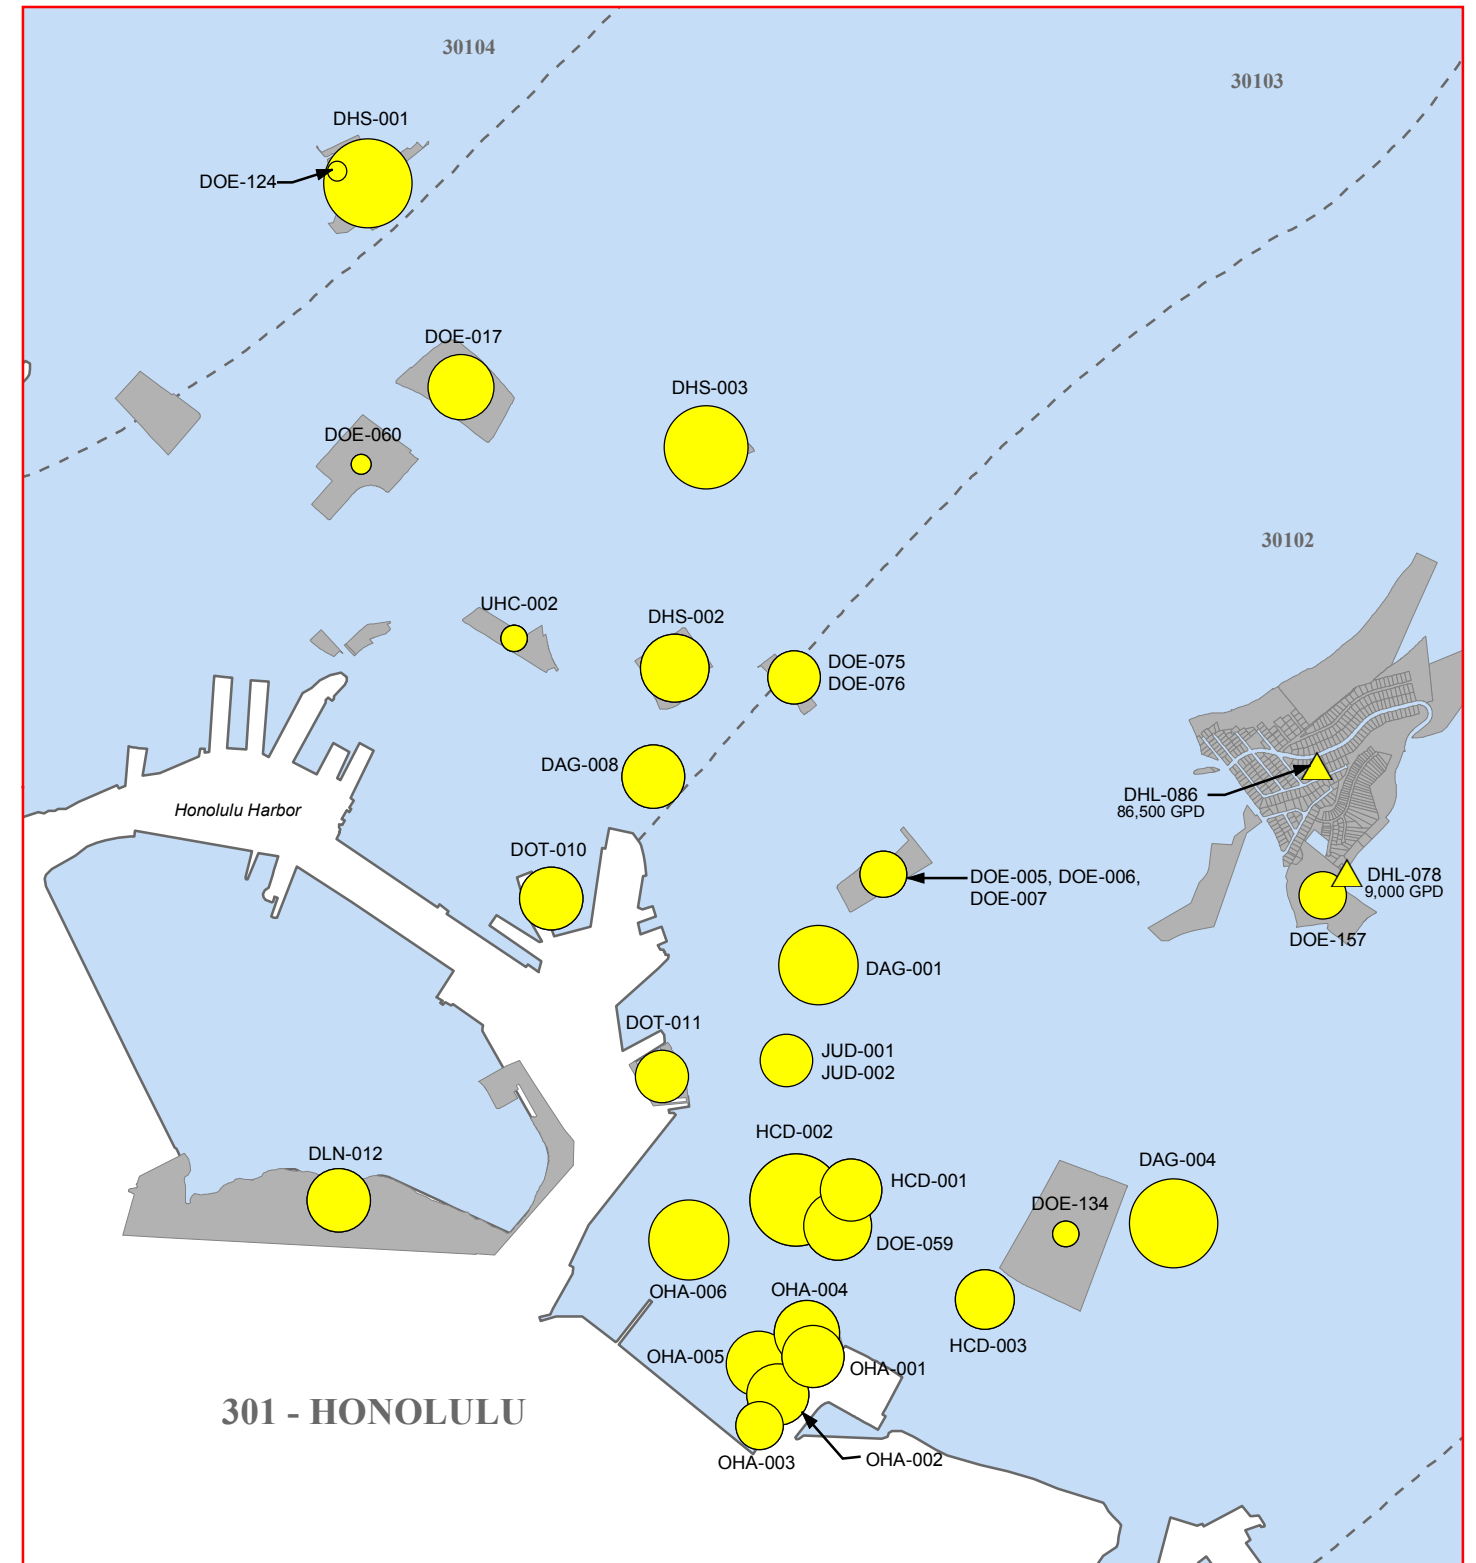 30104
30103
DHS-001
DOE-124
DOE-017
DHS-003
DOE-060
30102
UHC-002
DHS-002
DOE-075
DOE-076
DAG-008
DHL-086
86,500 GPD
Honolulu Harbor
DOT-010
DOE-005, DOE-006,
DOE-007
DHL-078
9,000 GPD
DOE-157
DAG-001
DOT-011
JUD-001
JUD-002
HCD-002
DLN-012
HCD-001
DAG-004
DOE-134
DOE-059
OHA-006
OHA-004
HCD-003
OHA-005
OHA-001
301 - HONOLULU
OHA-003
OHA-002